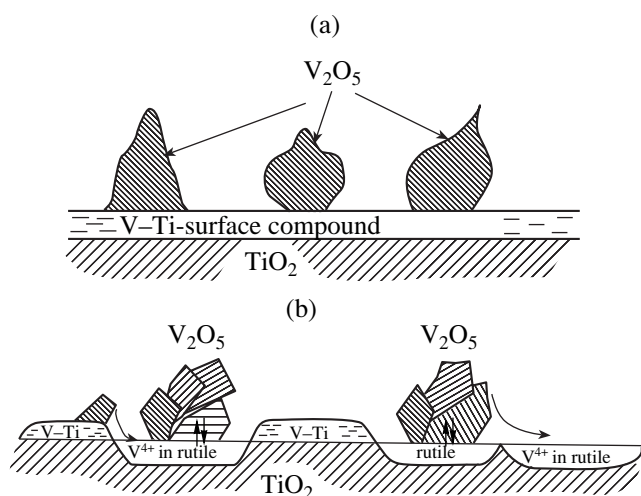 (a)
V₂O₅
V–Ti-surface compound
TiO₂
(b)
V₂O₅ V₂O₅
V–Ti V⁴⁺ in rutile V–Ti rutile V⁴⁺ in rutile
TiO₂